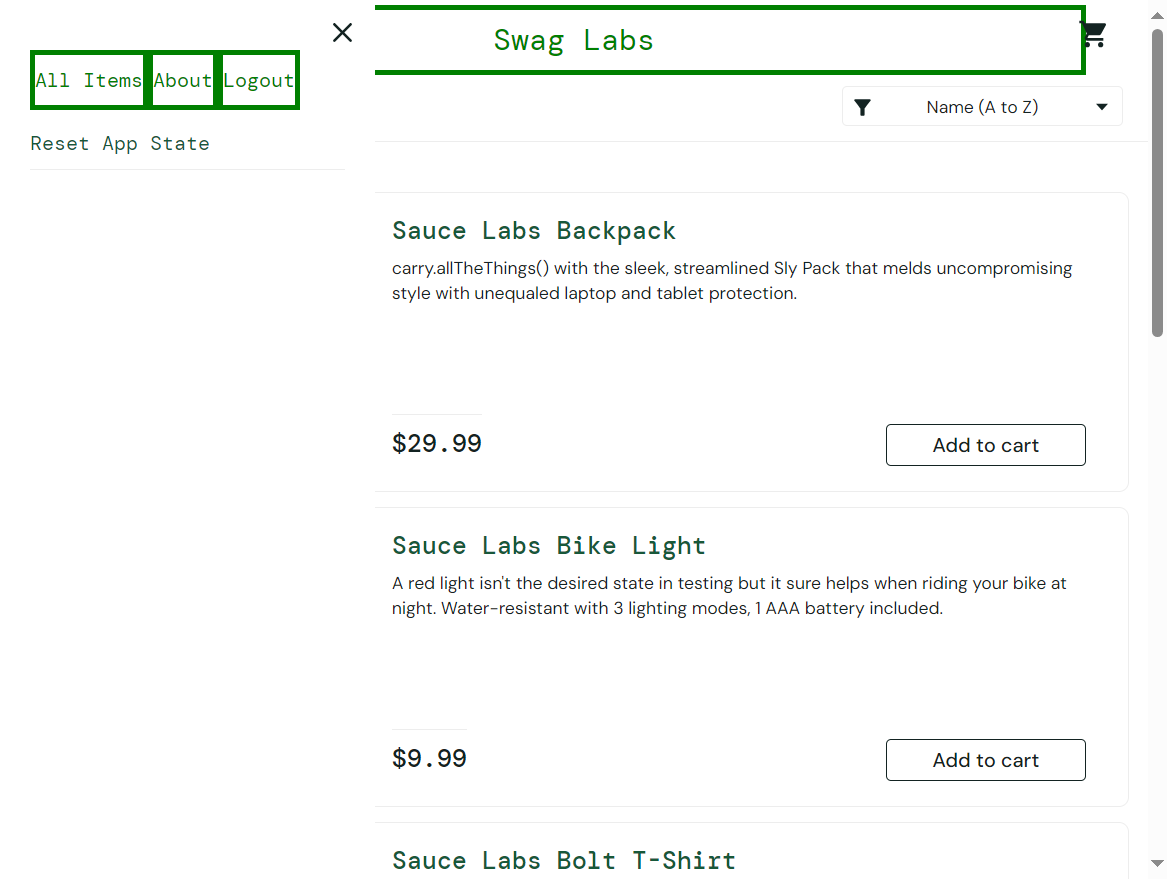 All Items About Logout
Reset App State
Swag Labs
Name (A to Z)
Sauce Labs Backpack
carry.allTheThings() with the sleek, streamlined Sly Pack that melds uncompromising
style with unequaled laptop and tablet protection.
$29.99
Add to cart
Sauce Labs Bike Light
A red light isn't the desired state in testing but it sure helps when riding your bike at
night. Water-resistant with 3 lighting modes, 1 AAA battery included.
$9.99
Add to cart
Sauce Labs Bolt T-Shirt